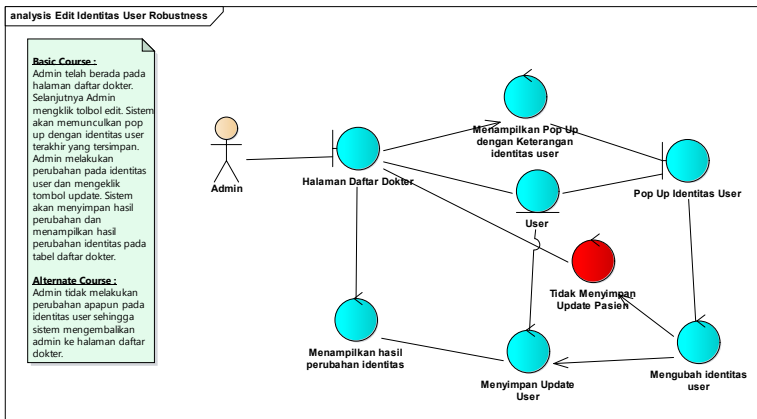 analysis Edit Identitas User Robustness
Basic Course :
Admin telah berada pada
halaman daftar dokter.
Selanjutnya Admin
mengklik tolbol edit. Sistem
akan memunculkan pop
up dengan identitas user
terakhir yang tersimpan.
Admin melakukan
perubahan pada identitas
user dan mengeklik
tombol update. Sistem
akan menyimpan hasil
perubahan dan
menampilkan hasil
perubahan identitas pada
tabel daftar dokter.
Alternate Course :
Admin tidak melakukan
perubahan apapun pada
identitas user sehingga
sistem mengembalikan
admin ke halaman daftar
dokter.
Admin
Halaman Daftar Dokter
Menampilkan Pop Up
dengan Keterangan
identitas user
User
Pop Up Identitas User
Tidak Menyimpan
Update Pasien
Menampilkan hasil
perubahan identitas
Menyimpan Update
User
Mengubah identitas
user